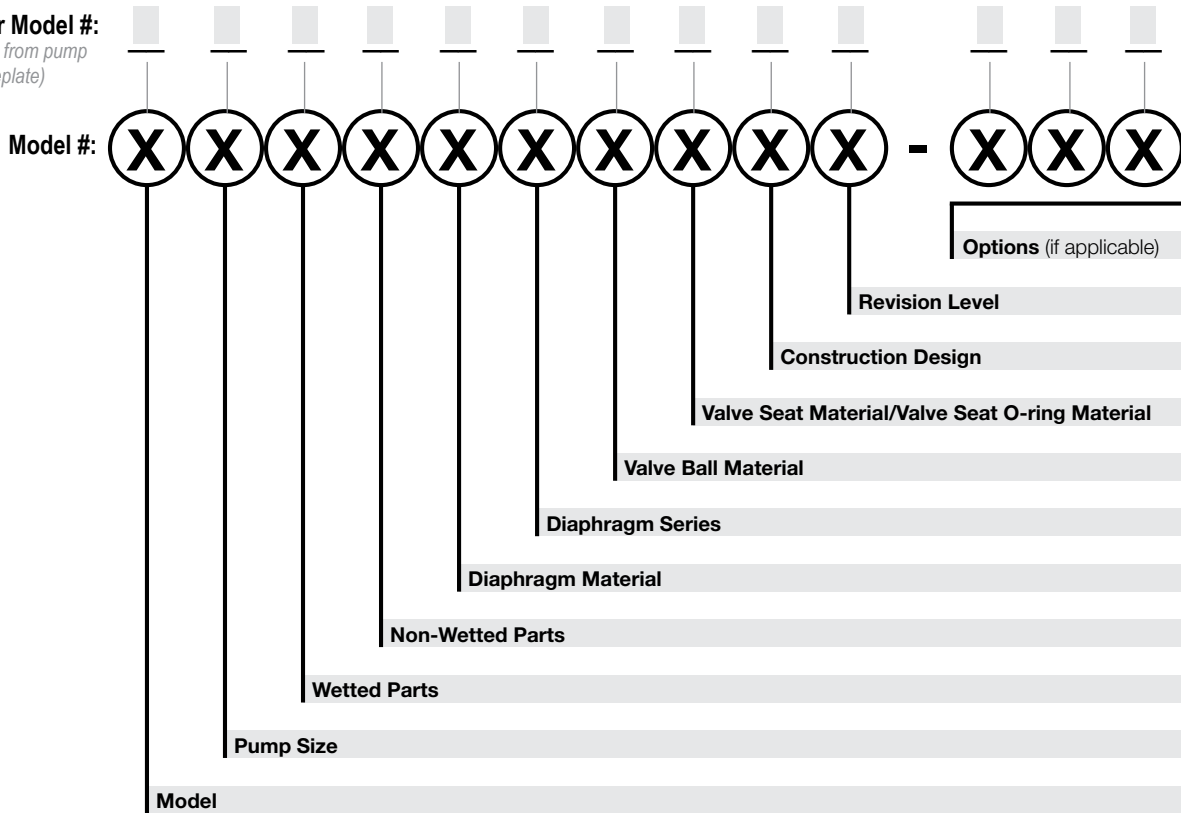 r Model #:
from pump
plate)
Model #: X X X X X X X X X X - X X X
Options (if applicable)
Revision Level
Construction Design
Valve Seat Material/Valve Seat O-ring Material
Valve Ball Material
Diaphragm Series
Diaphragm Material
Non-Wetted Parts
Wetted Parts
Pump Size
Model